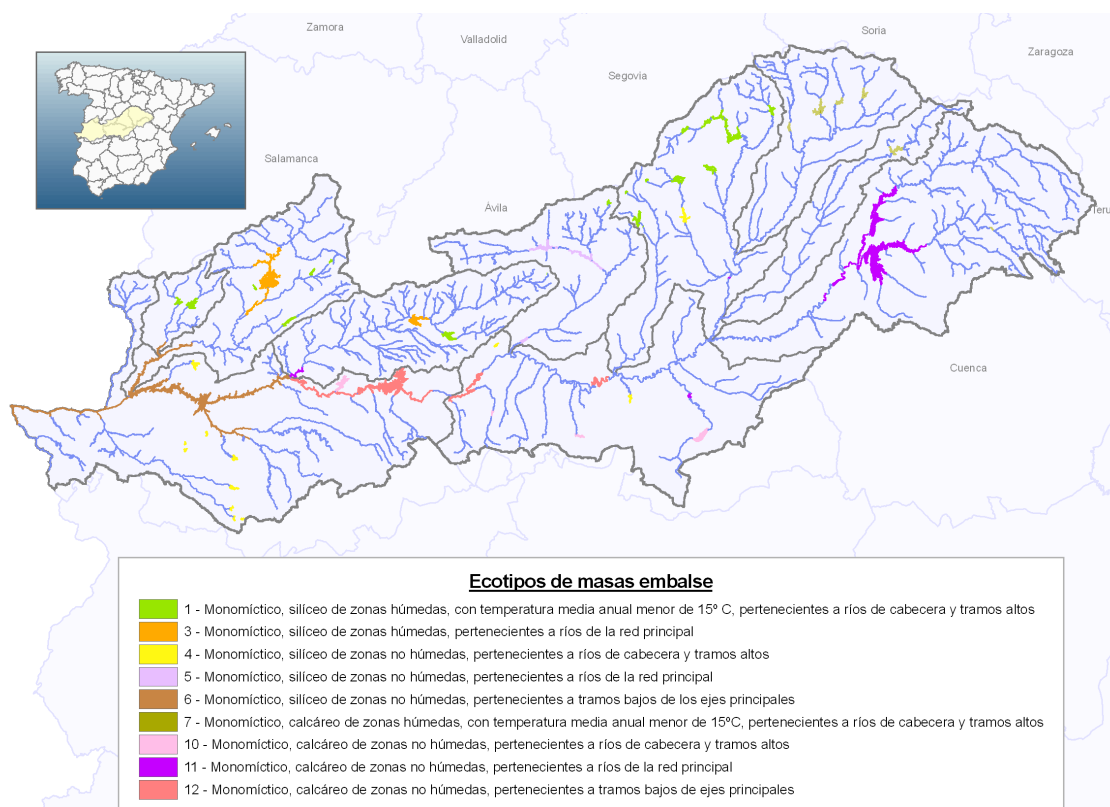 Zamora
Valladolid
Soria
Zaragoza
Segovia
Salamanca
Ávila
Teru
Cuenca
Ecotipos de masas embalse
1 - Monomíctico, silíceo de zonas húmedas, con temperatura media anual menor de 15º C, pertenecientes a ríos de cabecera y tramos altos
3 - Monomíctico, silíceo de zonas húmedas, pertenecientes a ríos de la red principal
4 - Monomíctico, silíceo de zonas no húmedas, pertenecientes a ríos de cabecera y tramos altos
5 - Monomíctico, silíceo de zonas no húmedas, pertenecientes a ríos de la red principal
6 - Monomíctico, silíceo de zonas no húmedas, pertenecientes a tramos bajos de los ejes principales
7 - Monomíctico, calcáreo de zonas húmedas, con temperatura media anual menor de 15ºC, pertenecientes a ríos de cabecera y tramos altos
10 - Monomíctico, calcáreo de zonas no húmedas, pertenecientes a ríos de cabecera y tramos altos
11 - Monomíctico, calcáreo de zonas no húmedas, pertenecientes a ríos de la red principal
12 - Monomíctico, calcáreo de zonas no húmedas, pertenecientes a tramos bajos de ejes principales